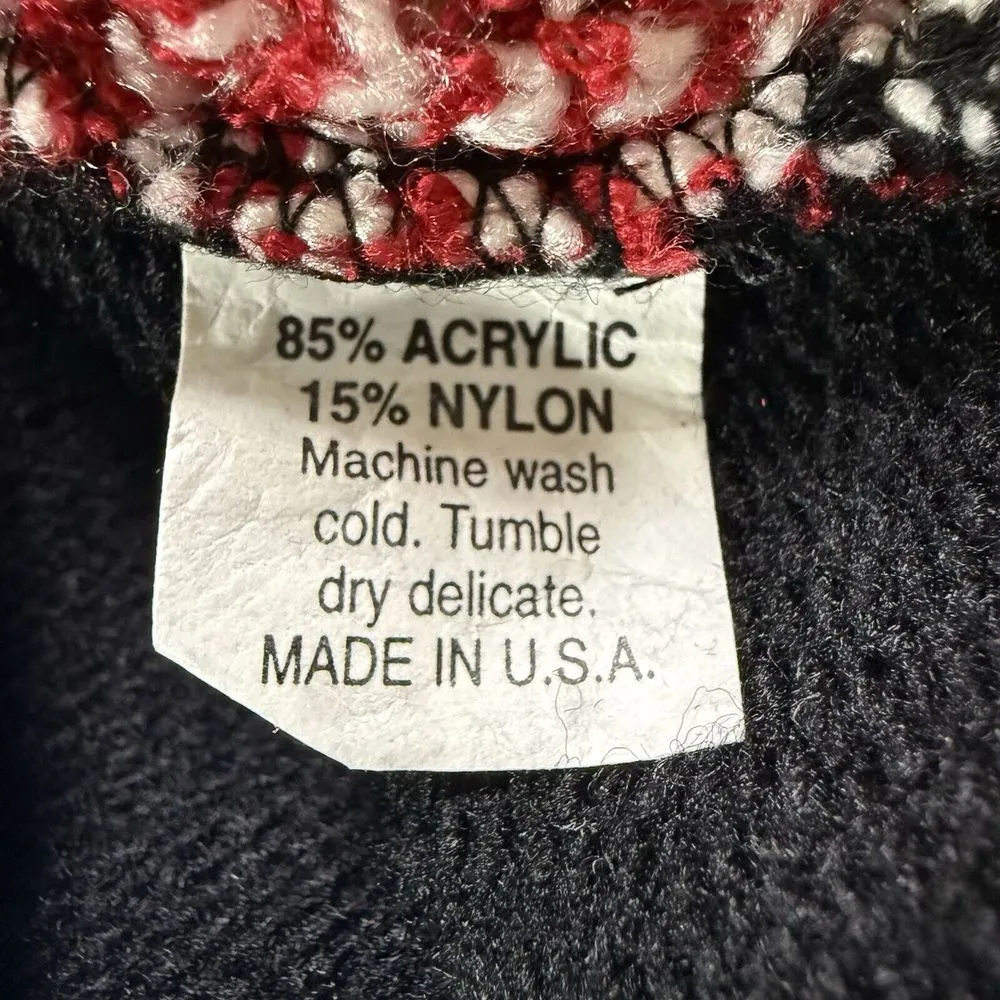 85% ACRYLIC
15% NYLON
Machine wash
cold. Tumble
dry delicate.
MADE IN U.S.A.